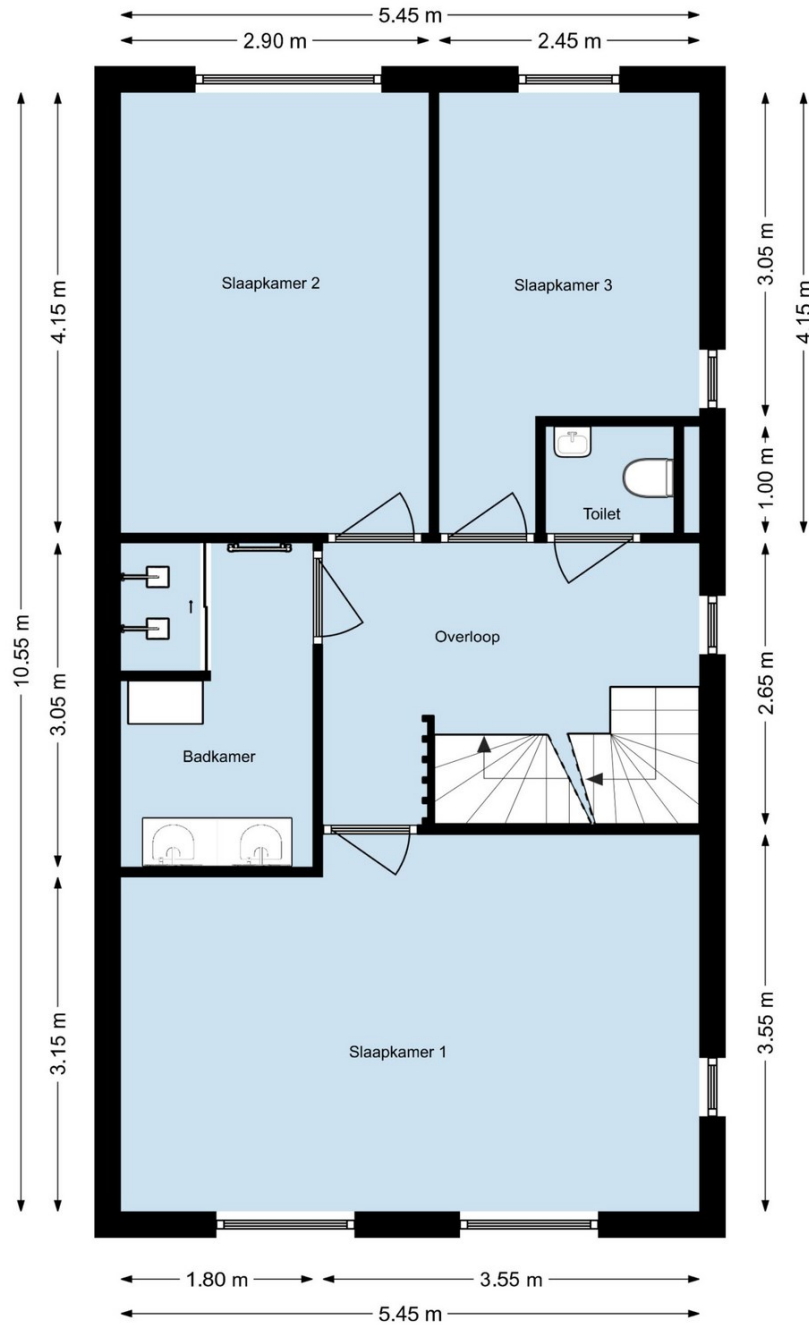 5.45 m
2.90 m
2.45 m
10.55 m
4.15 m
3.05 m
4.15 m
Slaapkamer 2
Slaapkamer 3
1.00 m
Toilet
3.05 m
Overloop
2.65 m
Badkamer
3.15 m
Slaapkamer 1
3.55 m
1.80 m
3.55 m
5.45 m